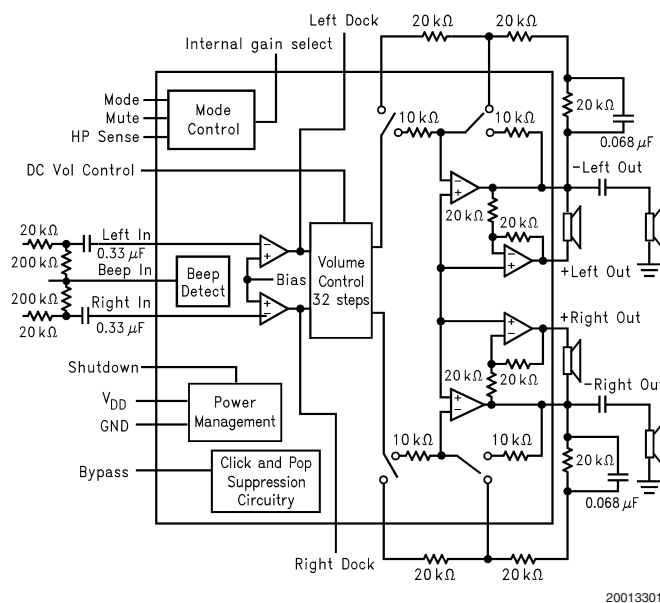 Left Dock
20 kΩ 20 kΩ
Internal gain select
Mode
Mute
HP Sense
Mode
Control
10 kΩ 10 kΩ
20 kΩ
0.068 μF
DC Vol Control
−Left Out
20 kΩ
Left In
0.33 μF
20 kΩ 20 kΩ
200 kΩ
Beep In
Beep
Detect
Bias
Volume
Control
32 steps
+Left Out
200 kΩ
Right In
0.33 μF
20 kΩ
+Right Out
Shutdown
20 kΩ 20 kΩ
−Right Out
VDD
GND
Power
Management
10 kΩ 10 kΩ
20 kΩ
0.068 μF
Bypass
Click and Pop
Suppression
Circuitry
Right Dock
20 kΩ 20 kΩ
20013301